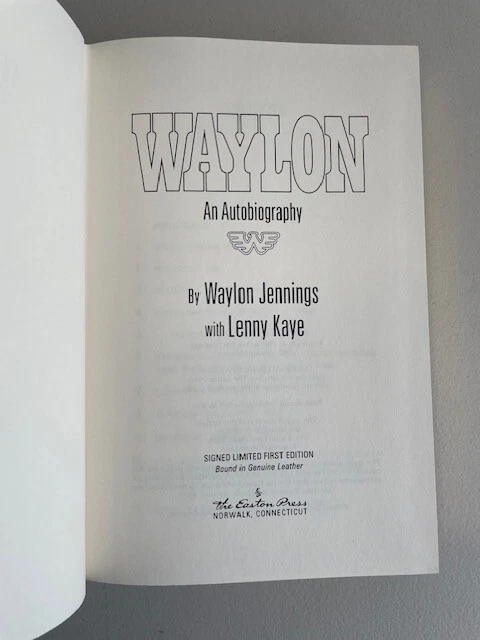 WAYLON
An Autobiography
W
By Waylon Jennings
with Lenny Kaye
SIGNED LIMITED FIRST EDITION
Bound in Genuine Leather
The Easton Press
NORWALK, CONNECTICUT